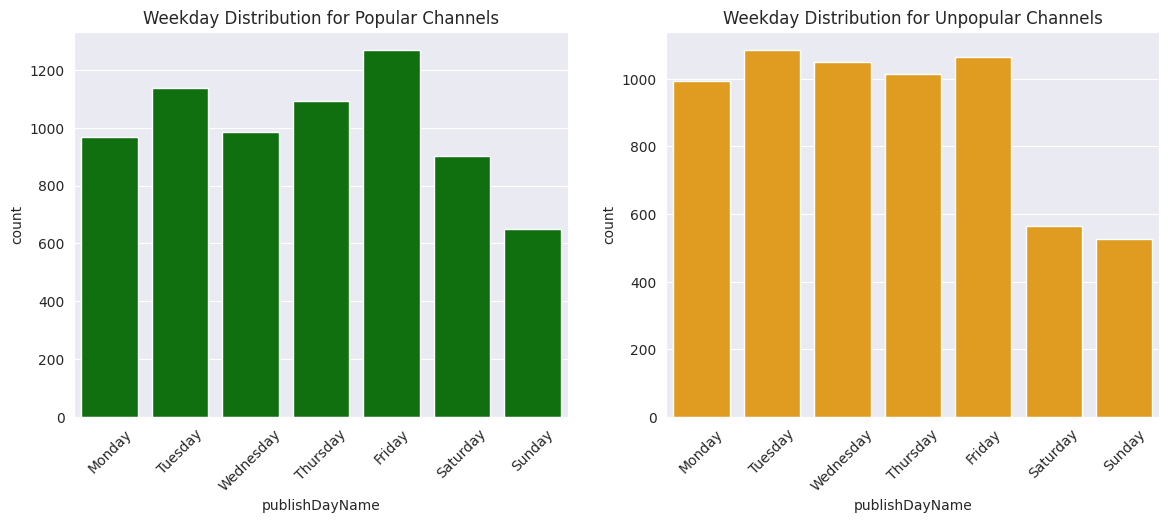 Weekday Distribution for Popular Channels
1200
1000
800
600
400
200
0
count
Monday
Tuesday
Wednesday
Thursday
Friday
Saturday
Sunday
publishDayName
Weekday Distribution for Unpopular Channels
1000
800
600
400
200
0
count
Monday
Tuesday
Wednesday
Thursday
Friday
Saturday
Sunday
publishDayName